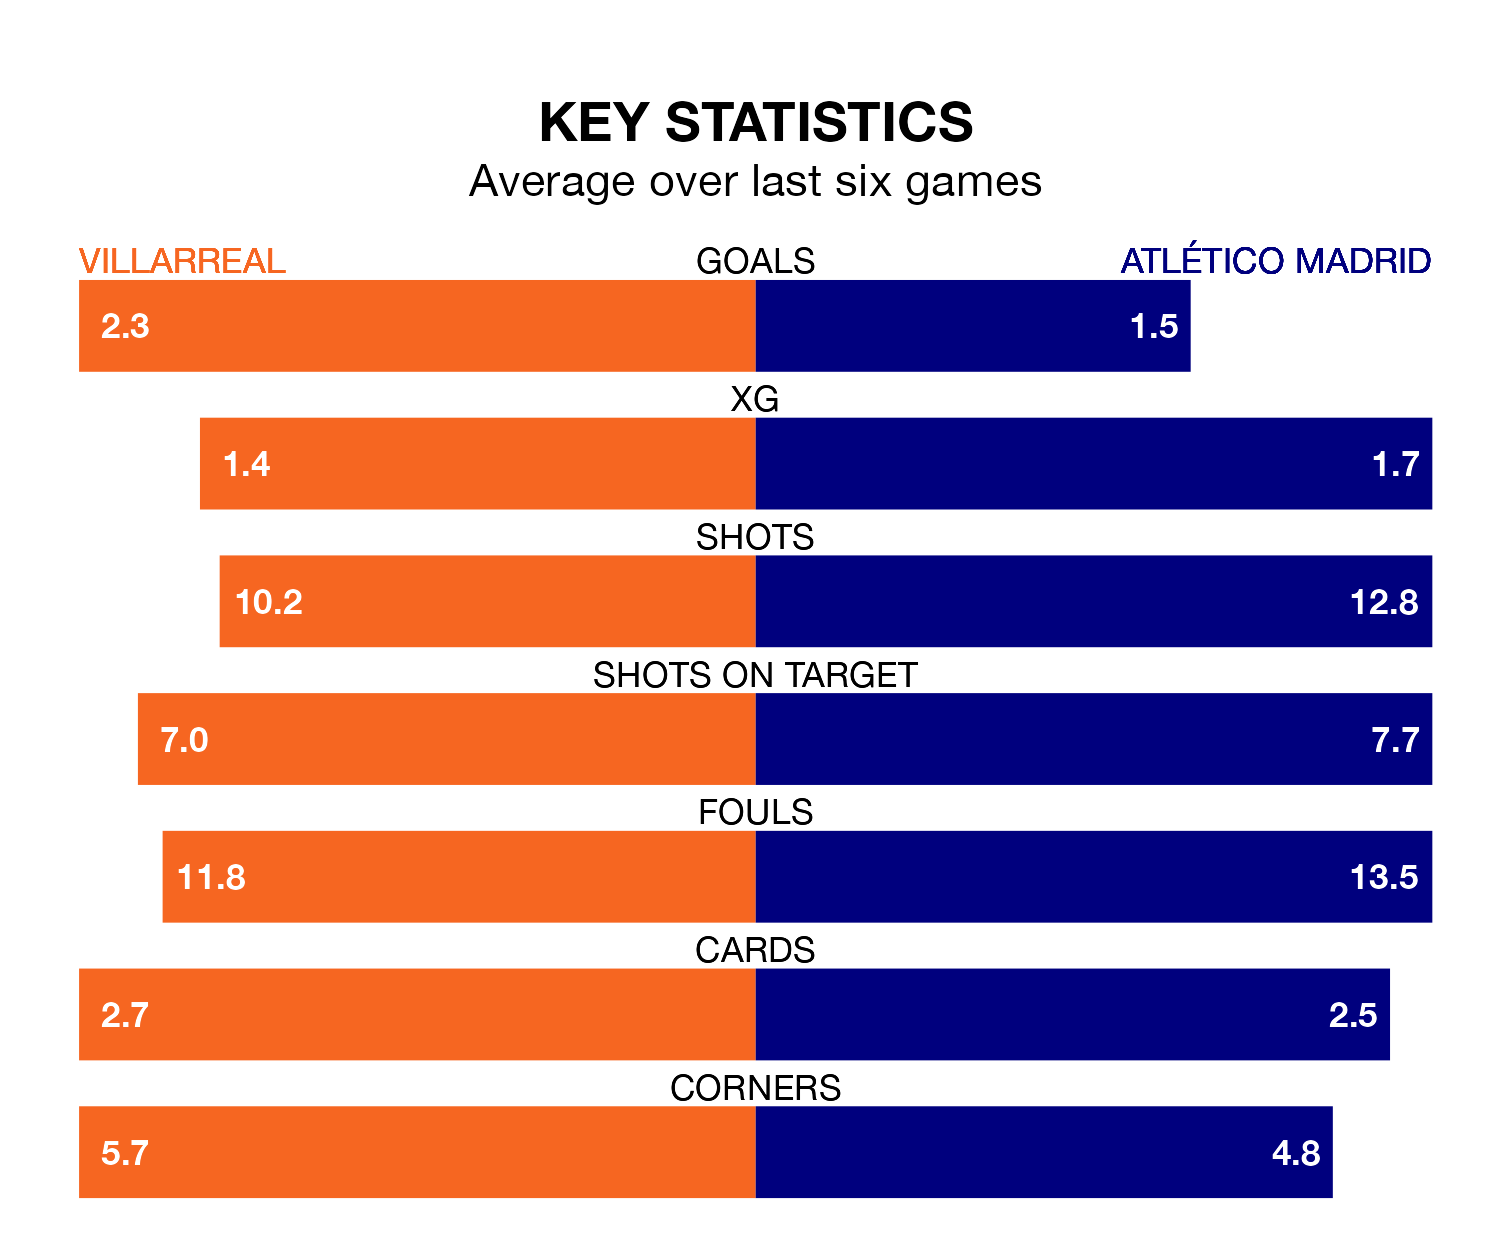 KEY STATISTICS
Average over last six games
VILLARREAL GOALS ATLÉTICO MADRID
2.3 1.5
XG
1.4 1.7
SHOTS
10.2 12.8
SHOTS ON TARGET
7.0 7.7
FOULS
11.8 13.5
CARDS
2.7 2.5
CORNERS
5.7 4.8